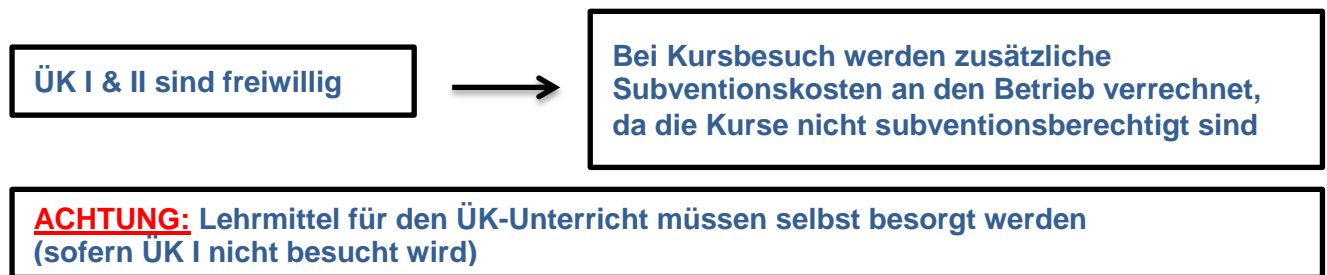 ÜK I & II sind freiwillig
Bei Kursbesuch werden zusätzliche
Subventionskosten an den Betrieb verrechnet,
da die Kurse nicht subventionsberechtigt sind
ACHTUNG: Lehrmittel für den ÜK-Unterricht müssen selbst besorgt werden
(sofern ÜK I nicht besucht wird)